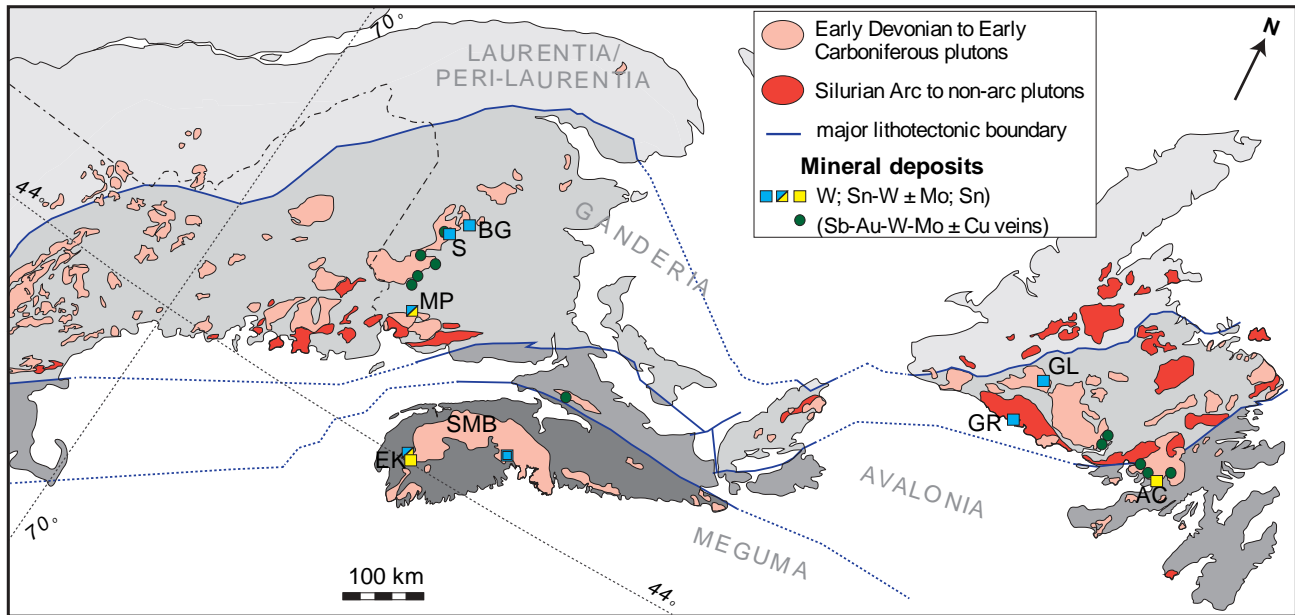 70°
LAURENTIA/
PERI-LAURENTIA
N
Early Devonian to Early
Carboniferous plutons
Silurian Arc to non-arc plutons
major lithotectonic boundary
Mineral deposits
W; Sn-W ± Mo; Sn)
(Sb-Au-W-Mo ± Cu veins)
44°
GANDERIA
BG
S
MP
GL
GR
SMB
EK
AVALONIA
AC
MEGUMA
70°
100 km
44°